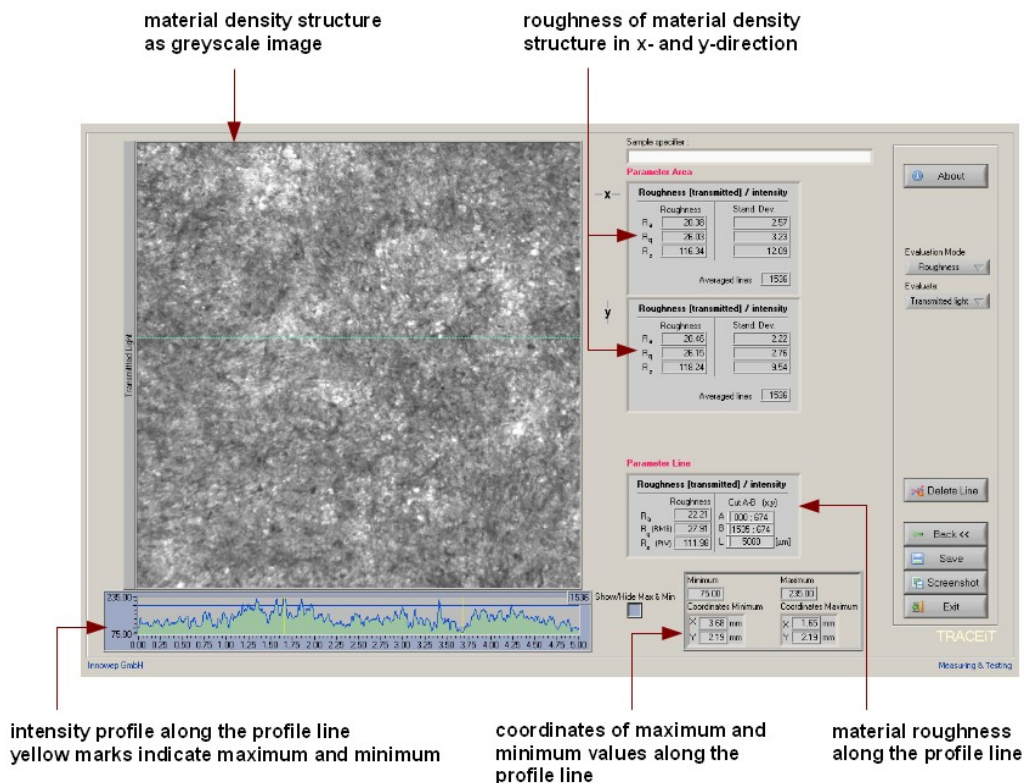 material density structure
as greyscale image
roughness of material density
structure in x- and y-direction
Transmitted Light
Sample specifier :
Parameter Area
x
Roughness [transmitted] / intensity
Roughness Stand. Dev.
Ra 20.38 2.57
Rq 26.03 3.23
Rz 116.34 12.09
Averaged lines 1536
y
Roughness [transmitted] / intensity
Roughness Stand. Dev.
Ra 20.46 2.22
Rq 26.15 2.76
Rz 118.24 9.54
Averaged lines 1536
Parameter Line
Roughness [transmitted] / intensity
Roughness Cut A-B (x,y)
Ra 22.21 A 000 : 674
Rq (RMS) 27.91 B 1535 : 674
Rz (P/V) 111.98 L 5000 [µm]
About
Evaluation Mode
Roughness
Evaluate:
Transmitted light
Delete Line
Back <<
Save
Screenshot
Exit
TRACEiT
235.00
75.00
1536
0.00 0.25 0.50 0.75 1.00 1.25 1.50 1.75 2.00 2.25 2.50 2.75 3.00 3.25 3.50 3.75 4.00 4.25 4.50 4.75 5.00
Show/Hide Max & Min
Minimum Maximum
75.00 235.00
Coordinates Minimum Coordinates Maximum
X 3.68 mm X 1.65 mm
Y 2.19 mm Y 2.19 mm
Innowep GmbH
Measuring & Testing
intensity profile along the profile line
yellow marks indicate maximum and minimum
coordinates of maximum and
minimum values along the
profile line
material roughness
along the profile line